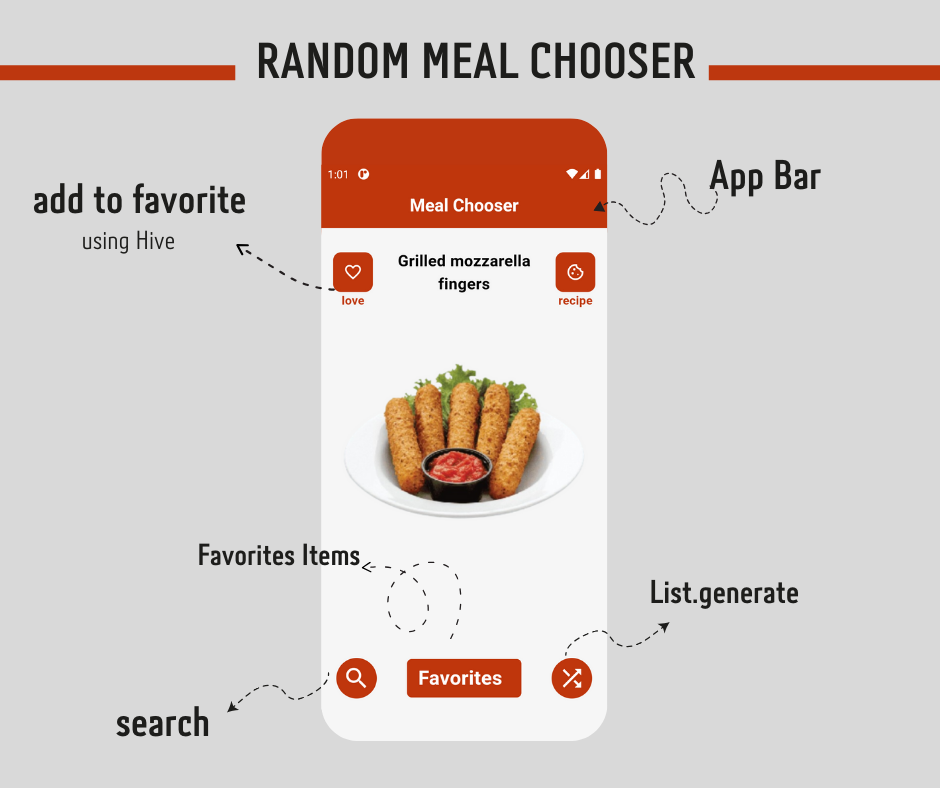 RANDOM MEAL CHOOSER
App Bar
add to favorite
using Hive
1:01
Meal Chooser
Grilled mozzarella
fingers
love
recipe
Favorites Items
List.generate
Favorites
search